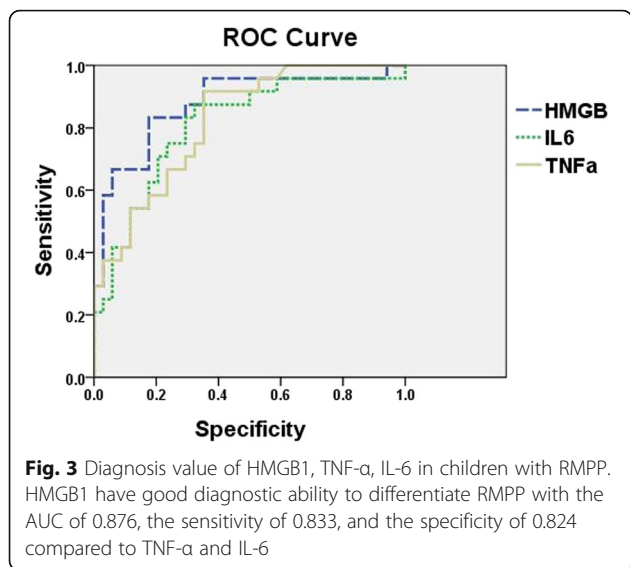 ROC Curve
1.0
0.8
0.6
0.4
0.2
0.0
Sensitivity
0.0 0.2 0.4 0.6 0.8 1.0
Specificity
HMGB
IL6
TNFa
Fig. 3 Diagnosis value of HMGB1, TNF-α, IL-6 in children with RMPP.
HMGB1 have good diagnostic ability to differentiate RMPP with the
AUC of 0.876, the sensitivity of 0.833, and the specificity of 0.824
compared to TNF-α and IL-6